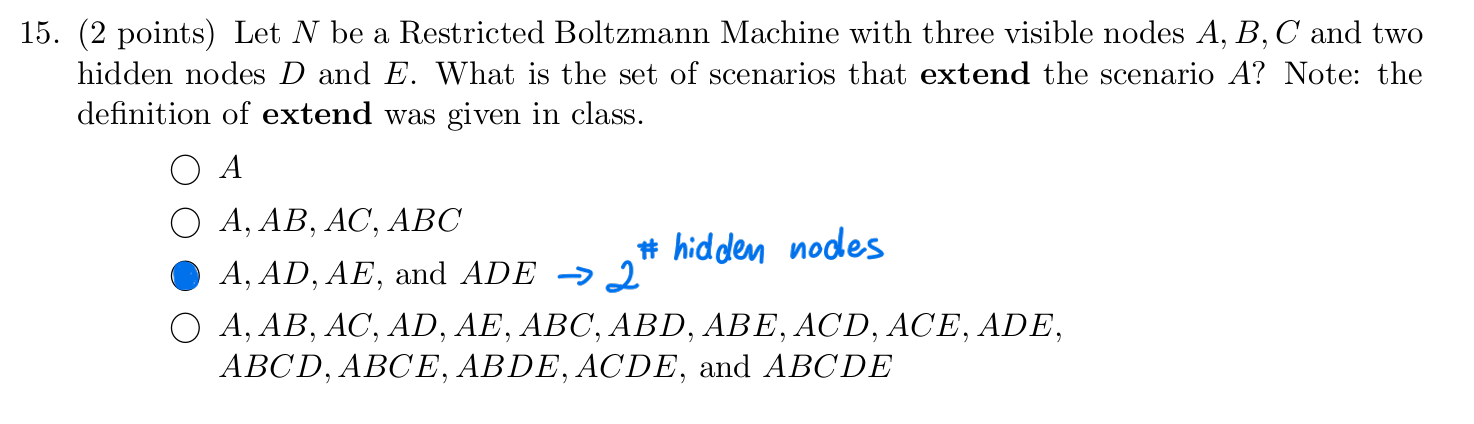 15. (2 points) Let N be a Restricted Boltzmann Machine with three visible nodes A, B, C and two
hidden nodes D and E. What is the set of scenarios that extend the scenario A? Note: the
definition of extend was given in class.
A
A, AB, AC, ABC
A, AD, AE, and ADE → 2^# hidden nodes
A, AB, AC, AD, AE, ABC, ABD, ABE, ACD, ACE, ADE,
ABCD, ABCE, ABDE, ACDE, and ABCDE